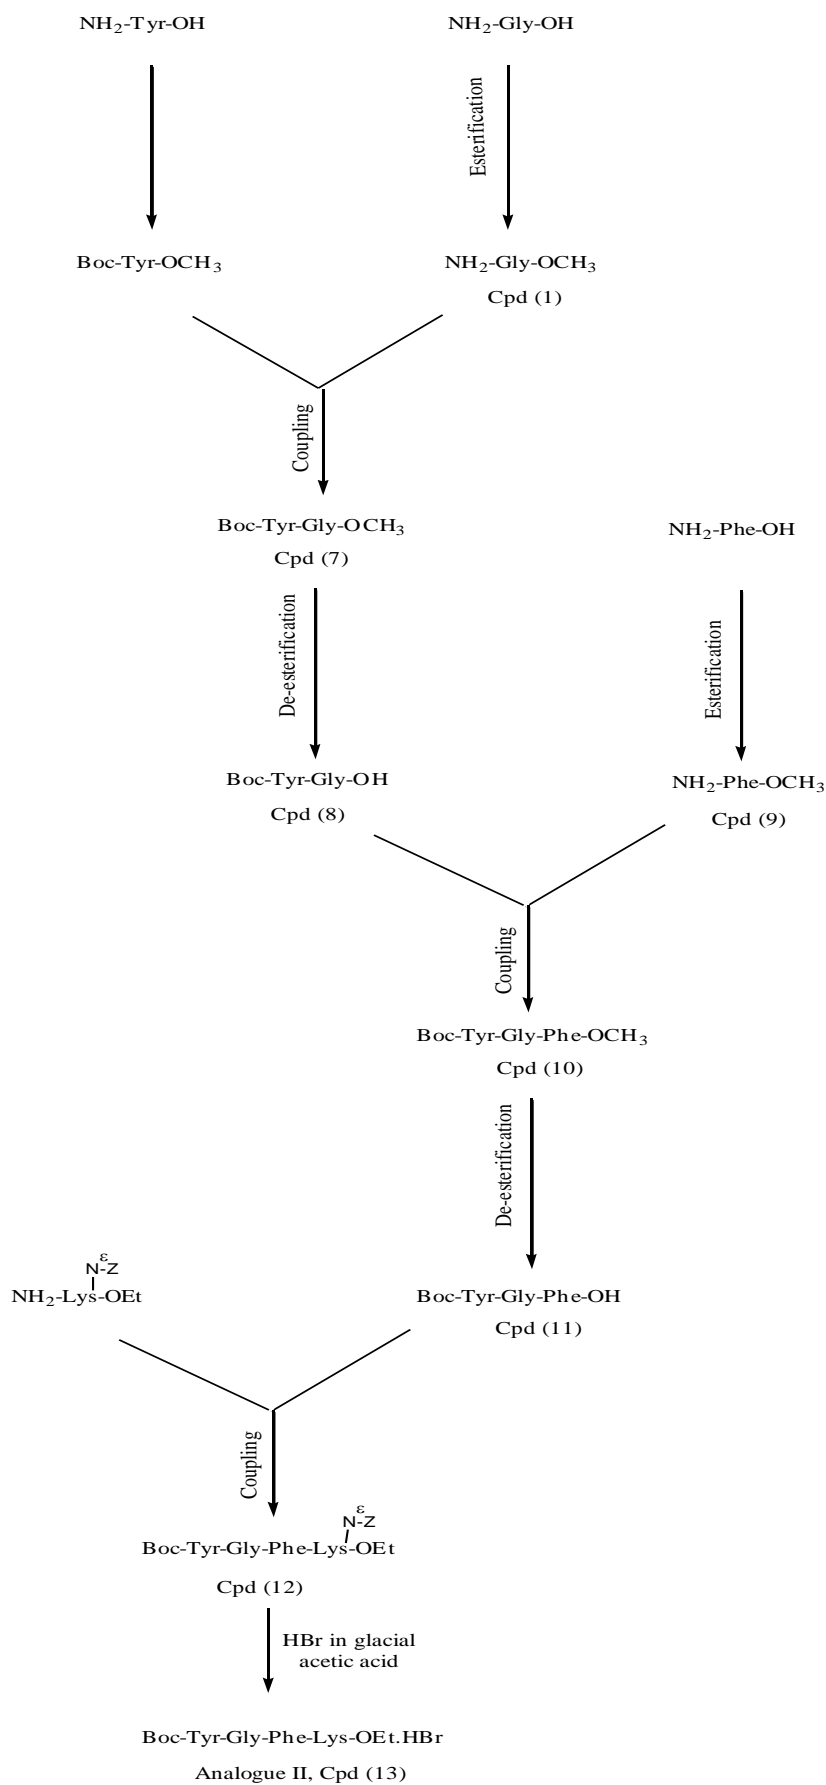 NH2-Tyr-OH
NH2-Gly-OH
Esterification
Boc-Tyr-OCH3
NH2-Gly-OCH3
Cpd (1)
Coupling
Boc-Tyr-Gly-OCH3
Cpd (7)
NH2-Phe-OH
De-esterification
Esterification
Boc-Tyr-Gly-OH
Cpd (8)
NH2-Phe-OCH3
Cpd (9)
Coupling
Boc-Tyr-Gly-Phe-OCH3
Cpd (10)
De-esterification
ε
N-Z
NH2-Lys-OEt
Boc-Tyr-Gly-Phe-OH
Cpd (11)
Coupling
ε
N-Z
Boc-Tyr-Gly-Phe-Lys-OEt
Cpd (12)
HBr in glacial
acetic acid
Boc-Tyr-Gly-Phe-Lys-OEt.HBr
Analogue II, Cpd (13)